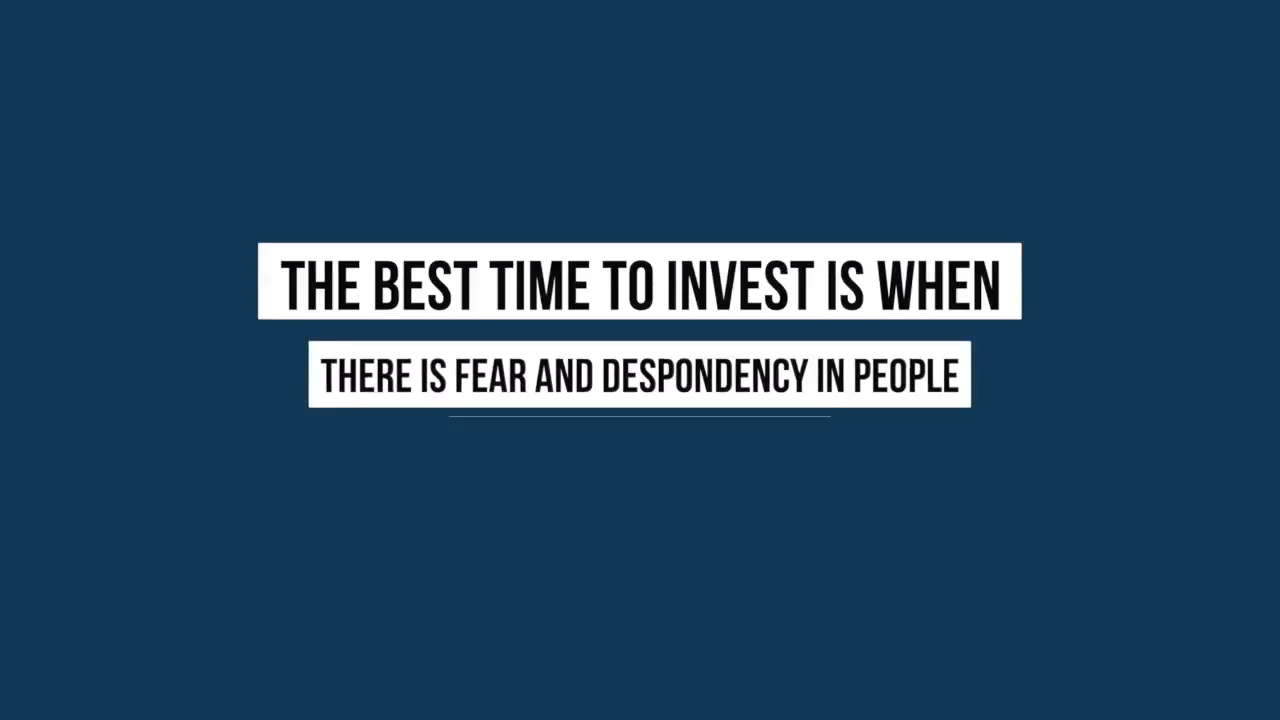 THE BEST TIME TO INVEST IS WHEN
THERE IS FEAR AND DESPONDENCY IN PEOPLE